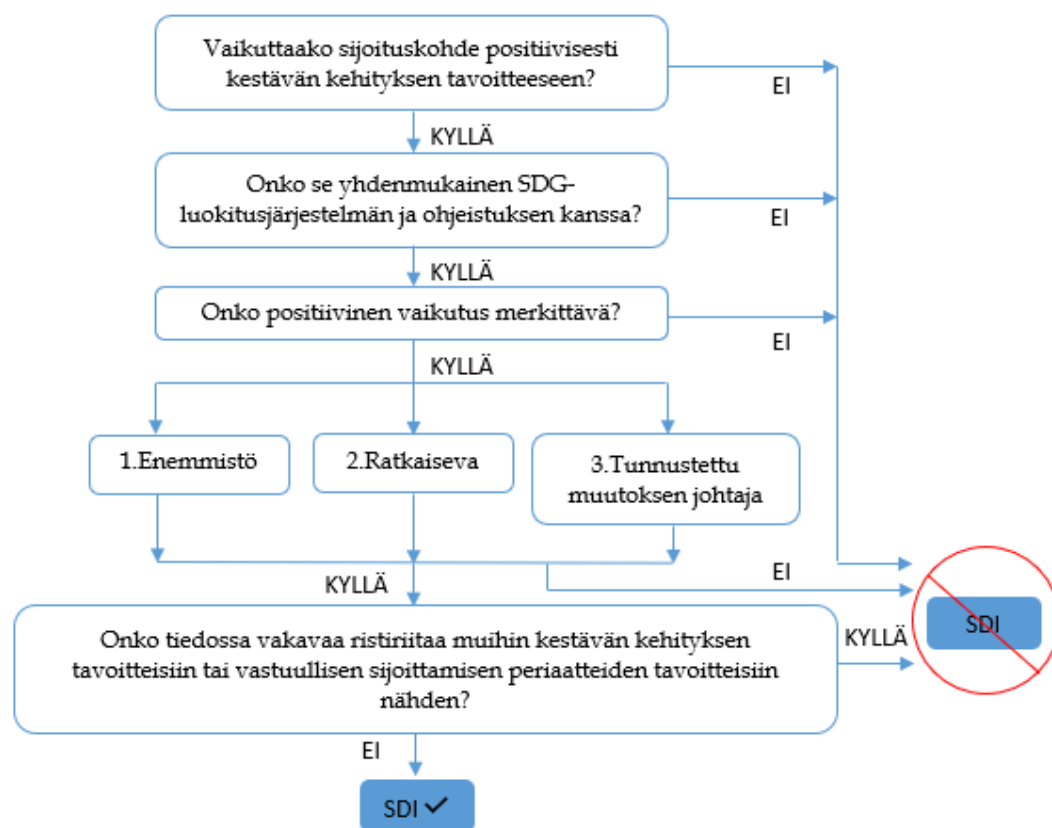 Vaikuttaako sijoituskohde positiivisesti
kestävän kehityksen tavoitteeseen?
EI
KYLLÄ
Onko se yhdenmukainen SDG-
luokitusjärjestelmän ja ohjeistuksen kanssa?
EI
KYLLÄ
Onko positiivinen vaikutus merkittävä?
EI
KYLLÄ
1.Enemmistö
2.Ratkaiseva
3.Tunnustettu
muutoksen johtaja
EI
KYLLÄ
SDI
Onko tiedossa vakavaa ristiriitaa muihin kestävän kehityksen
tavoitteisiin tai vastuullisen sijoittamisen periaatteiden tavoitteisiin
nähden?
KYLLÄ
EI
SDI ✓